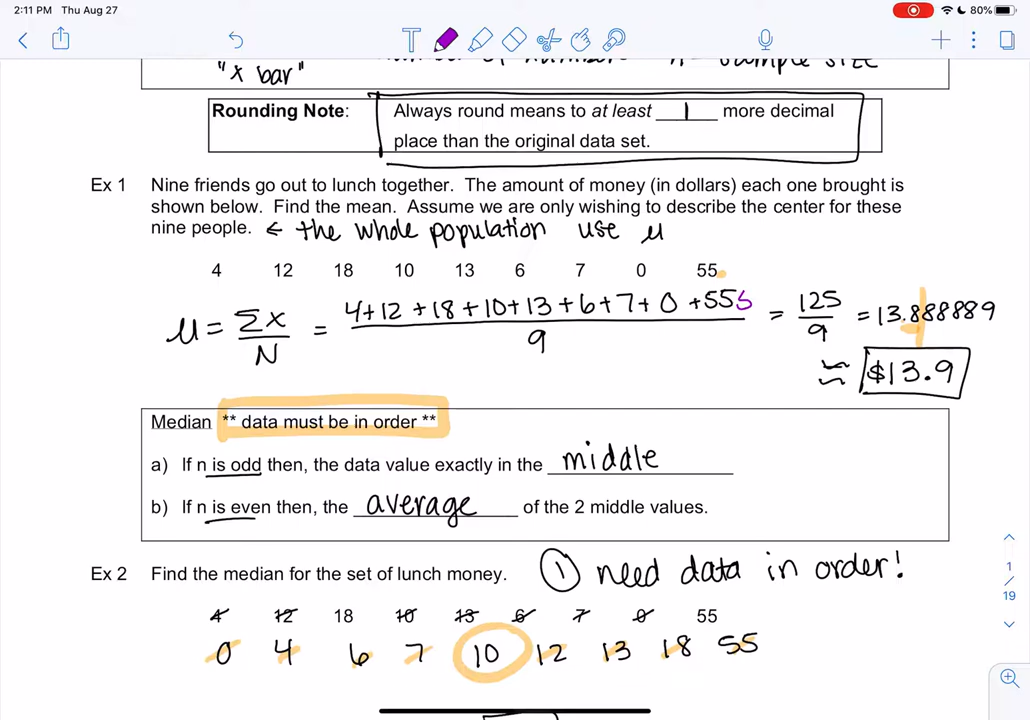 2:11 PM Thu Aug 27
80%
"x bar"
Rounding Note: Always round means to at least 1 more decimal
place than the original data set.
Ex 1 Nine friends go out to lunch together. The amount of money (in dollars) each one brought is
shown below. Find the mean. Assume we are only wishing to describe the center for these
nine people. ← the whole population use μ
4 12 18 10 13 6 7 0 55
μ = Σx/N = 4+12+18+10+13+6+7+0+55/9 = 125/9 = 13.888889
≈ $13.9
Median ** data must be in order **
a) If n is odd then, the data value exactly in the middle
b) If n is even then, the average of the 2 middle values.
Ex 2 Find the median for the set of lunch money. ① need data in order!
4 12 18 10 13 6 7 0 55
0 4 6 7 10 12 13 18 55
1
19